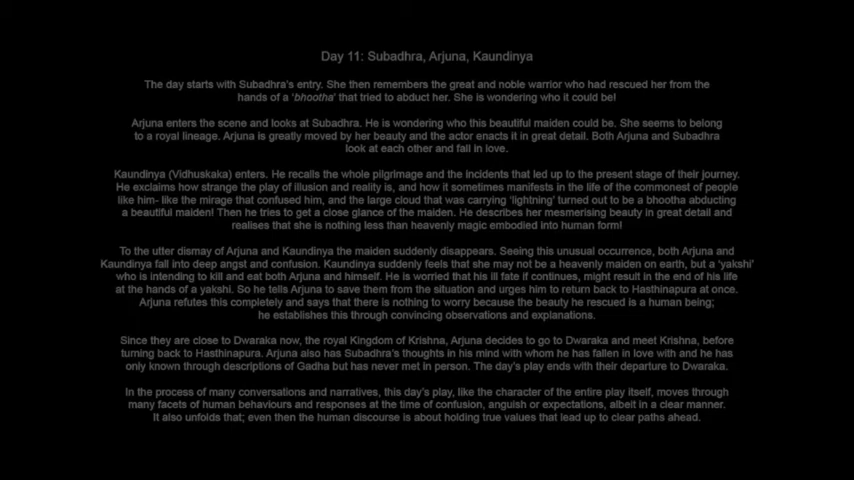 Day 11: Subadhra, Arjuna, Kaundinya
The day starts with Subadhra's entry. She then remembers the great and noble warrior who had rescued her from the
hands of a 'bhootha' that tried to abduct her. She is wondering who it could be!
Arjuna enters the scene and looks at Subadhra. He is wondering who this beautiful maiden could be. She seems to belong
to a royal lineage. Arjuna is greatly moved by her beauty and the actor enacts it in great detail. Both Arjuna and Subadhra
look at each other and fall in love.
Kaundinya (Vidhuskaka) enters. He recalls the whole pilgrimage and the incidents that led up to the present stage of their journey.
He exclaims how strange the play of illusion and reality is, and how it sometimes manifests in the life of the commonest of people
like him- like the mirage that confused him, and the large cloud that was carrying 'lightning' turned out to be a bhootha abducting
a beautiful maiden! Then he tries to get a close glance of the maiden. He describes her mesmerising beauty in great detail and
realises that she is nothing less than heavenly magic embodied into human form!
To the utter dismay of Arjuna and Kaundinya the maiden suddenly disappears. Seeing this unusual occurrence, both Arjuna and
Kaundinya fall into deep angst and confusion. Kaundinya suddenly feels that she may not be a heavenly maiden on earth, but a 'yakshi'
who is intending to kill and eat both Arjuna and himself. He is worried that his ill fate if continues, might result in the end of his life
at the hands of a yakshi. So he tells Arjuna to save them from the situation and urges him to return back to Hasthinapura at once.
Arjuna refutes this completely and says that there is nothing to worry because the beauty he rescued is a human being;
he establishes this through convincing observations and explanations.
Since they are close to Dwaraka now, the royal Kingdom of Krishna, Arjuna decides to go to Dwaraka and meet Krishna, before
turning back to Hasthinapura. Arjuna also has Subadhra's thoughts in his mind with whom he has fallen in love with and he has
only known through descriptions of Gadha but has never met in person. The day's play ends with their departure to Dwaraka.
In the process of many conversations and narratives, this day's play, like the character of the entire play itself, moves through
many facets of human behaviours and responses at the time of confusion, anguish or expectations, albeit in a clear manner.
It also unfolds that; even then the human discourse is about holding true values that lead up to clear paths ahead.